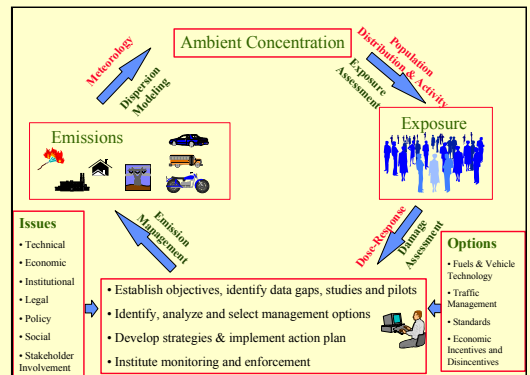 Ambient Concentration
Meteorology
Dispersion
Modeling
Population
Distribution & Activity
Exposure
Assessment
Emissions
Exposure
Emission
Management
Dose-Response
Damage
Assessment
Issues
• Technical
• Economic
• Institutional
• Legal
• Policy
• Social
• Stakeholder
Involvement
• Establish objectives, identify data gaps, studies and pilots
• Identify, analyze and select management options
• Develop strategies & implement action plan
• Institute monitoring and enforcement
Options
• Fuels & Vehicle
Technology
• Traffic
Management
• Standards
• Economic
Incentives and
Disincentives